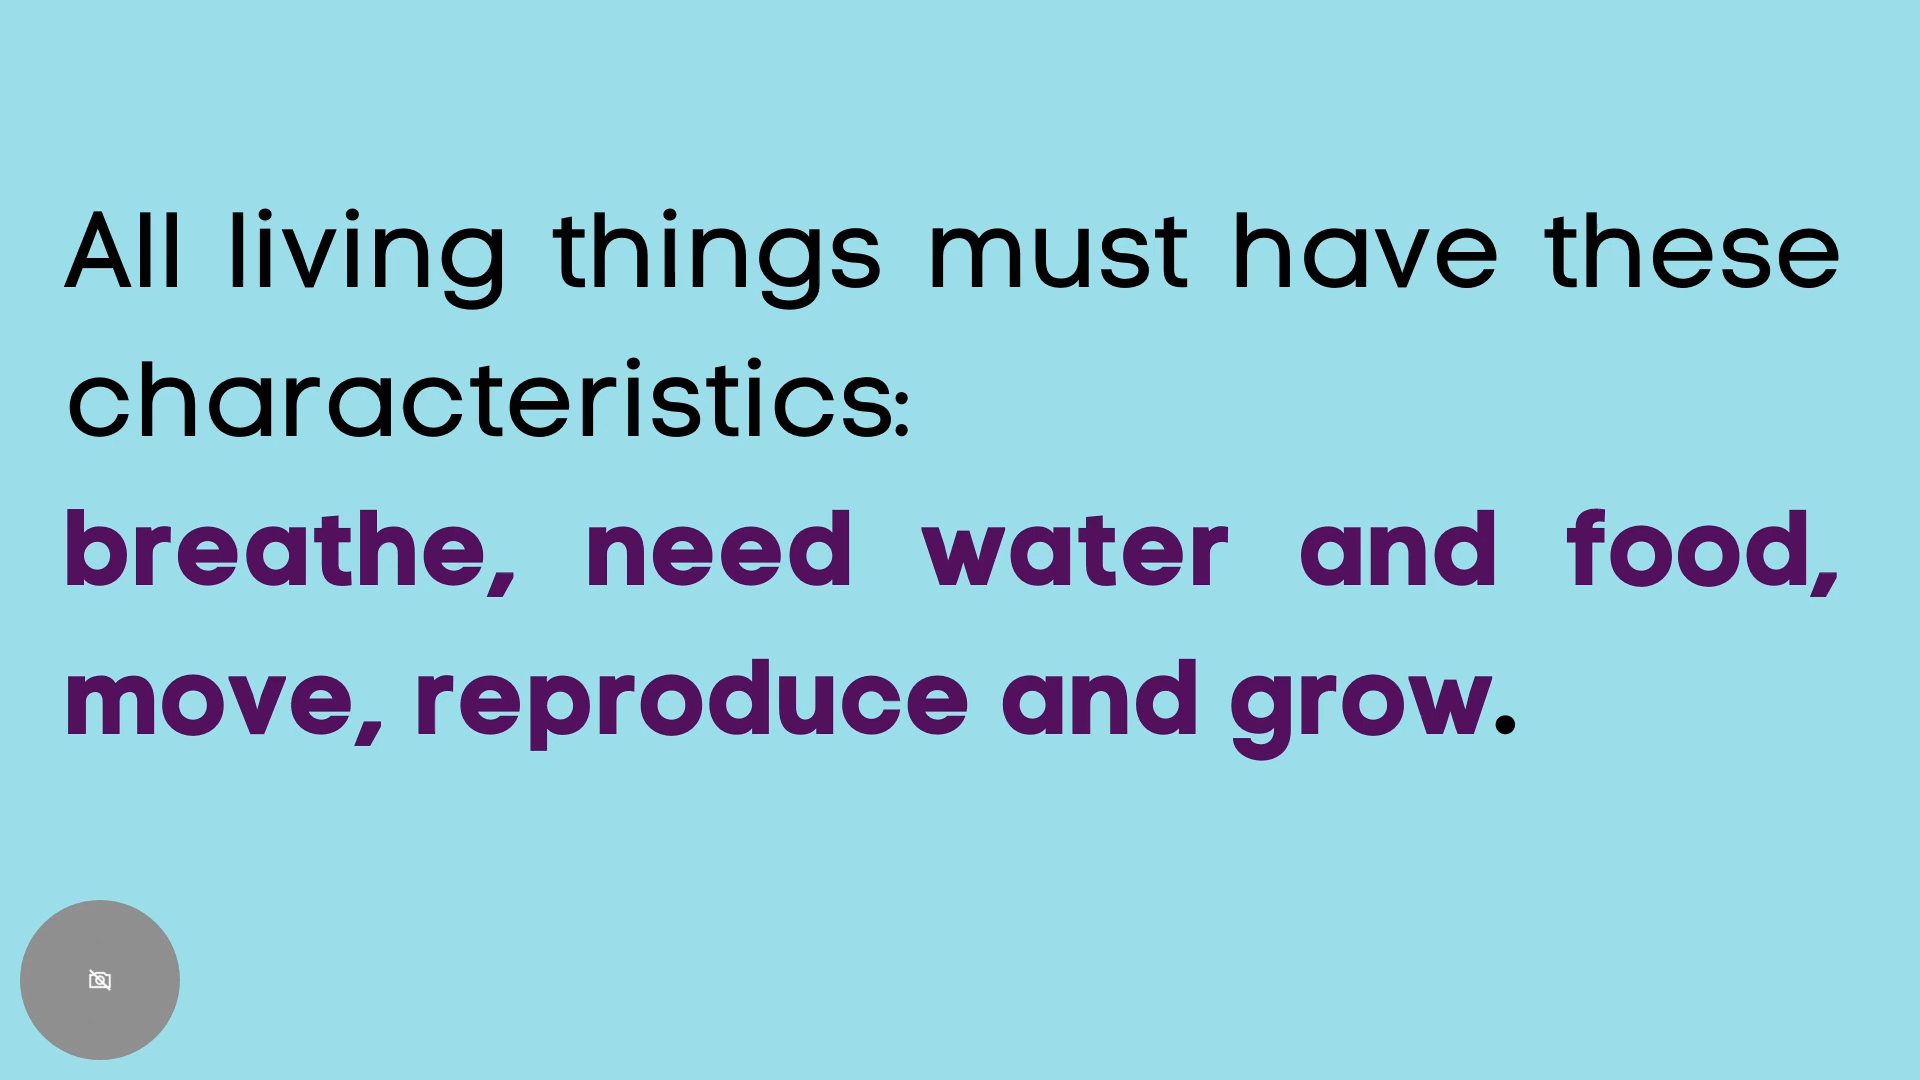 All living things must have these
characteristics:
breathe, need water and food,
move, reproduce and grow.